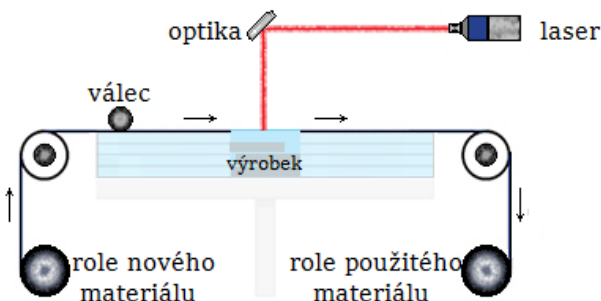 optika
laser
válec
výrobek
role nového
materiálu
role použitého
materiálu